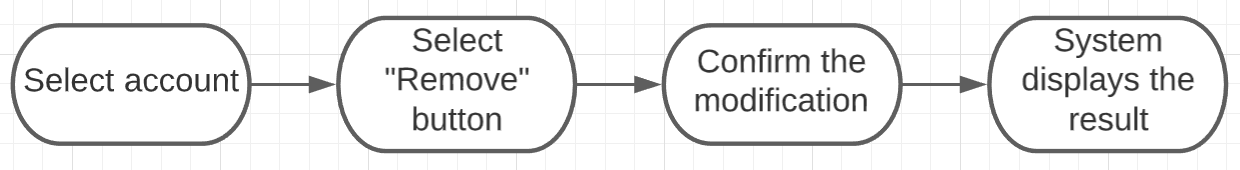 Select account
Select
"Remove"
button
Confirm the
modification
System
displays the
result